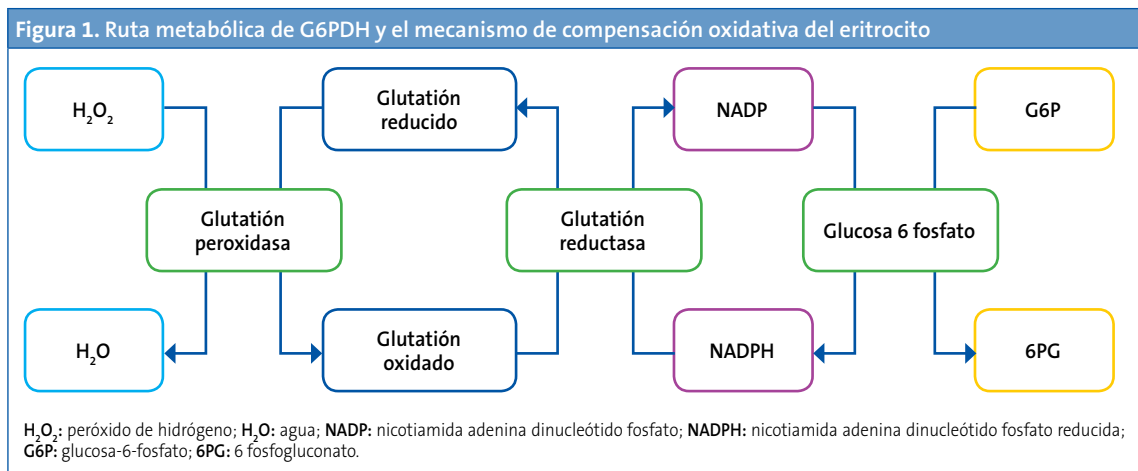 Figura 1. Ruta metabólica de G6PDH y el mecanismo de compensación oxidativa del eritrocito
H₂O₂
Glutatión
reducido
NADP
G6P
Glutatión
peroxidasa
Glutatión
reductasa
Glucosa 6 fosfato
H₂O
Glutatión
oxidado
NADPH
6PG
H₂O₂: peróxido de hidrógeno; H₂O: agua; NADP: nicotiamida adenina dinucleótido fosfato; NADPH: nicotiamida adenina dinucleótido fosfato reducida;
G6P: glucosa-6-fosfato; 6PG: 6 fosfogluconato.